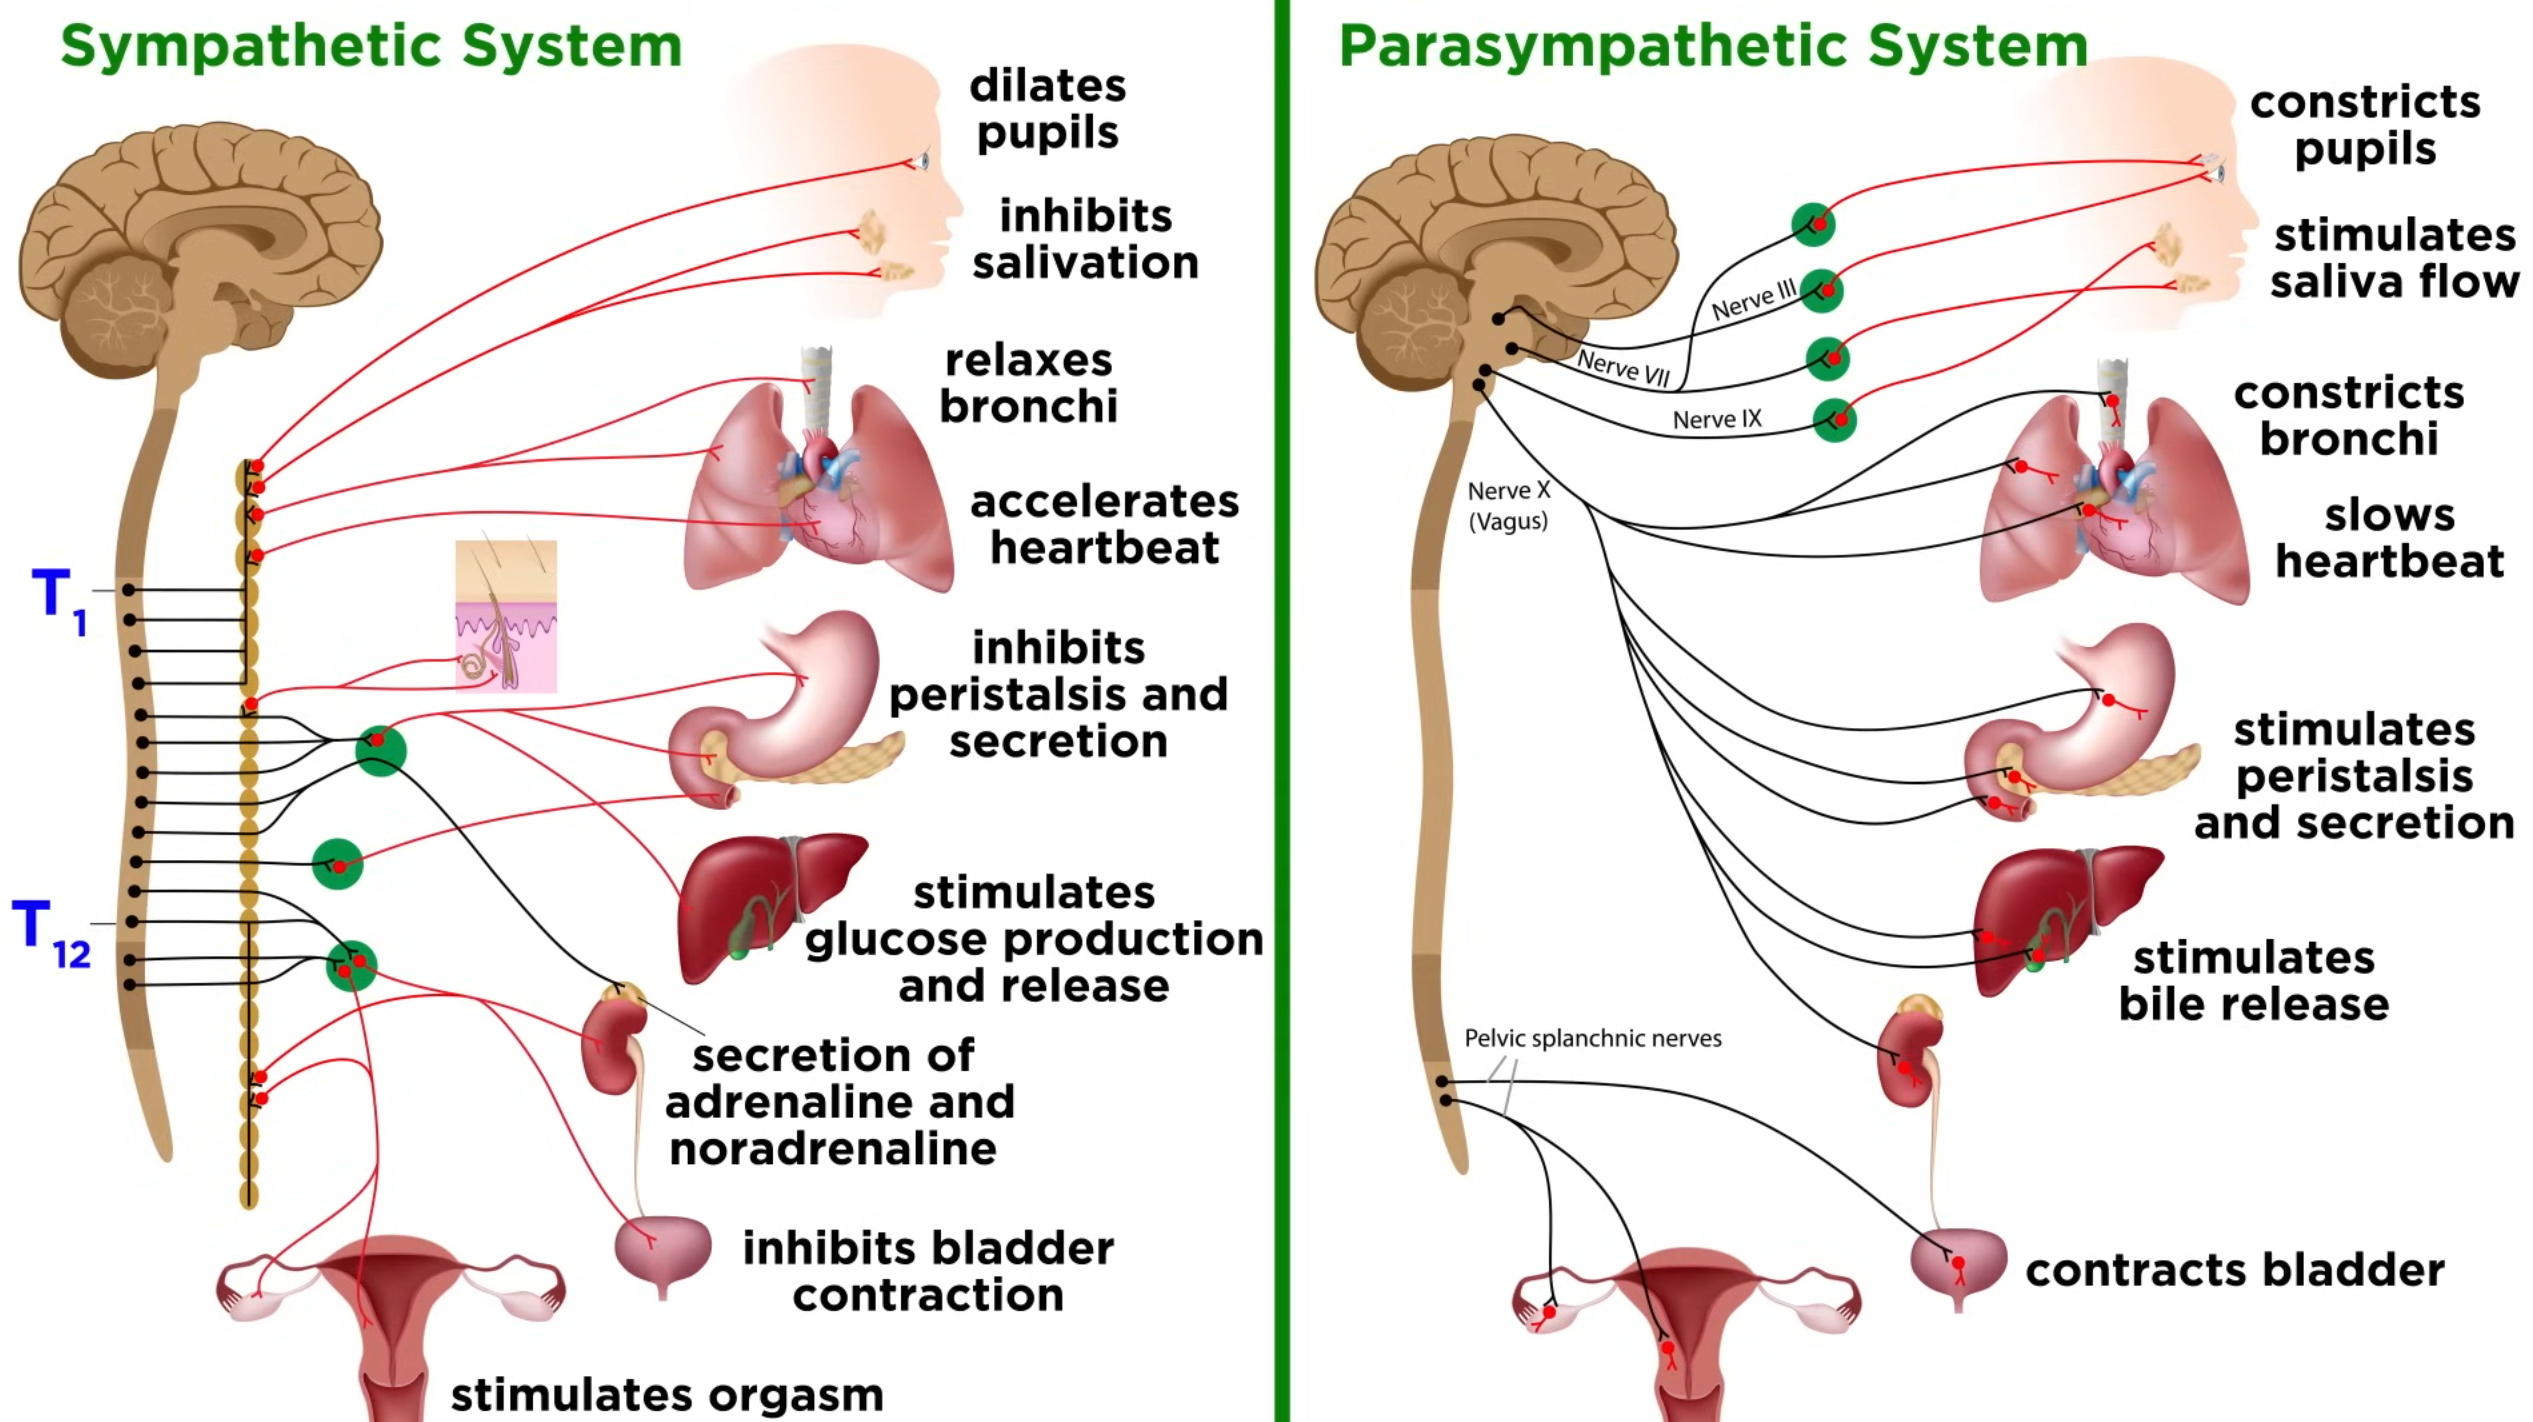 Sympathetic System
dilates
pupils
inhibits
salivation
relaxes
bronchi
accelerates
heartbeat
T1
inhibits
peristalsis and
secretion
T12
stimulates
glucose production
and release
secretion of
adrenaline and
noradrenaline
inhibits bladder
contraction
stimulates orgasm
Parasympathetic System
constricts
pupils
stimulates
saliva flow
Nerve III
Nerve VII
Nerve IX
constricts
bronchi
Nerve X
(Vagus)
slows
heartbeat
stimulates
peristalsis
and secretion
stimulates
bile release
Pelvic splanchnic nerves
contracts bladder